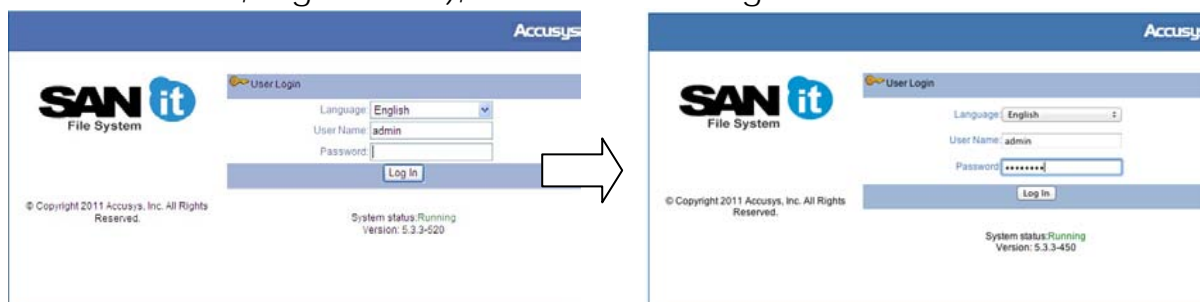 Accusys
SAN it
File System
User Login
Language: English
User Name: admin
Password:
Log In
© Copyright 2011 Accusys, Inc. All Rights
Reserved.
System status:Running
Version: 5.3.3-520
Accusys
SAN it
File System
User Login
Language: English
User Name: admin
Password: ••••••••
Log In
© Copyright 2011 Accusys, Inc. All Rights
Reserved.
System status:Running
Version: 5.3.3-450